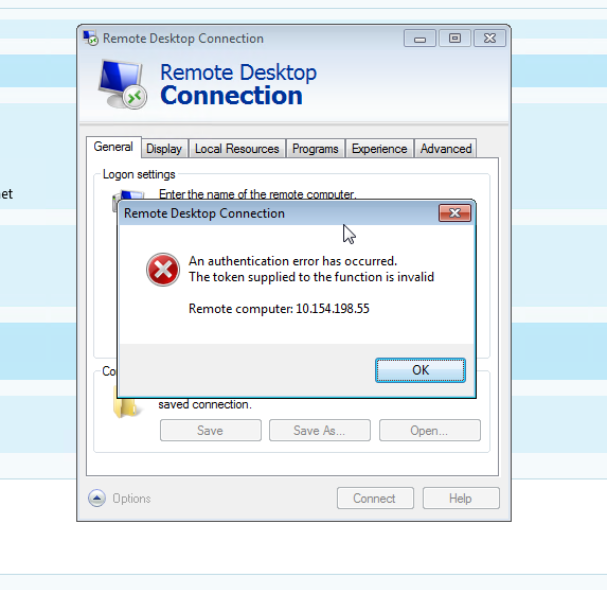 Remote Desktop Connection
Remote Desktop
Connection
General Display Local Resources Programs Experience Advanced
Logon settings
et
Enter the name of the remote computer.
Remote Desktop Connection
An authentication error has occurred.
The token supplied to the function is invalid
Remote computer: 10.154.198.55
OK
Co
saved connection.
Save Save As... Open...
Options Connect Help